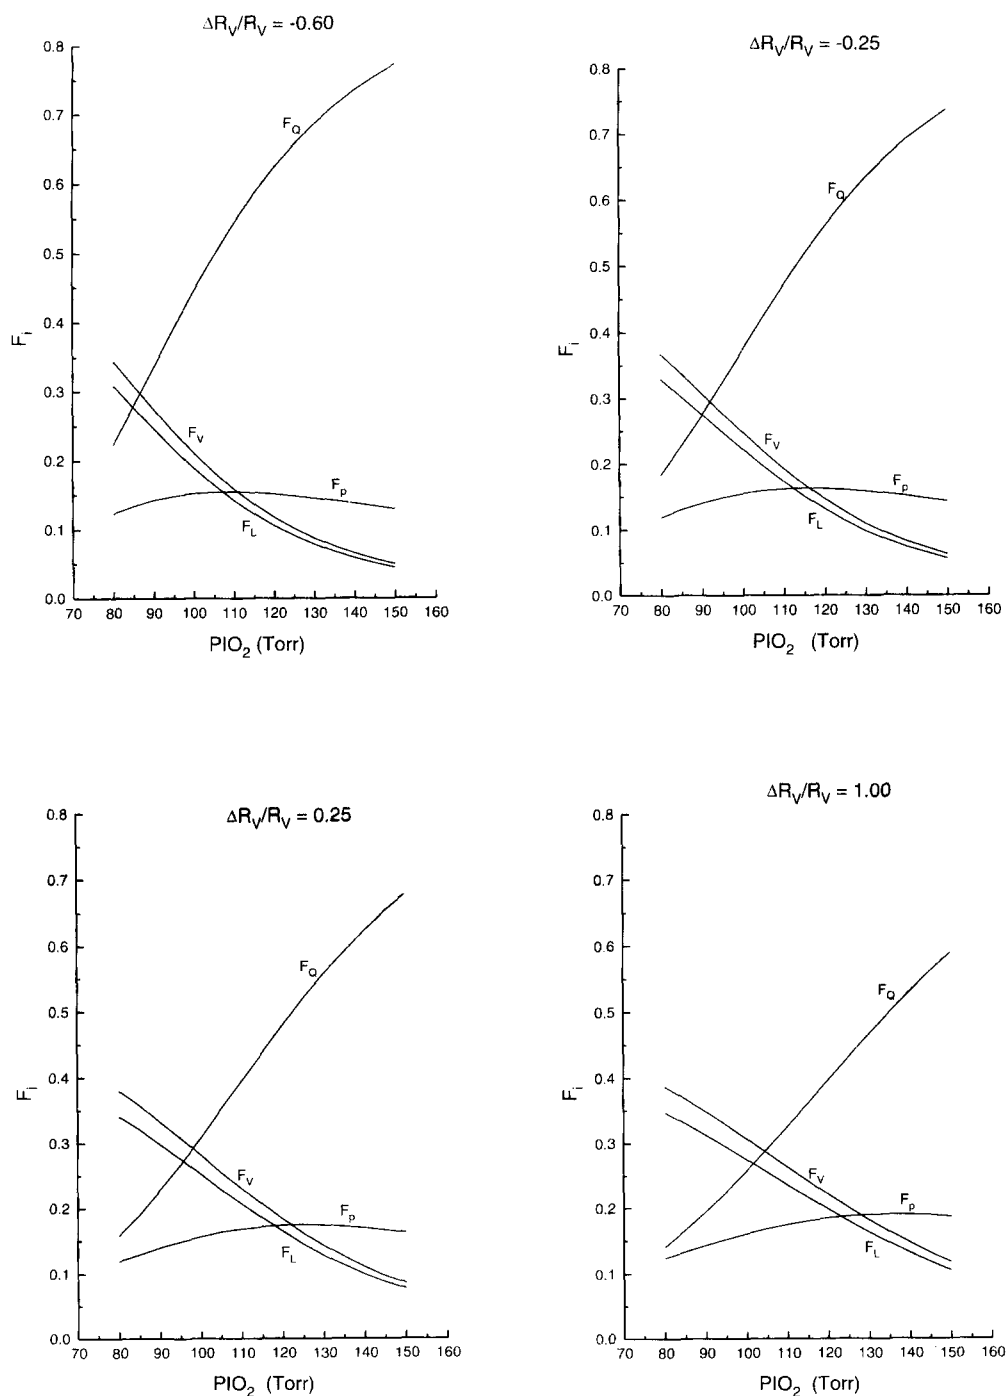 ΔR_V/R_V = -0.60
0.8
0.7
0.6
0.5
0.4
0.3
0.2
0.1
0.0
F_i
F_Q
F_V
F_p
F_L
70 80 90 100 110 120 130 140 150 160
PIO_2 (Torr)
ΔR_V/R_V = -0.25
0.8
0.7
0.6
0.5
0.4
0.3
0.2
0.1
0.0
F_i
F_Q
F_V
F_p
F_L
70 80 90 100 110 120 130 140 150 160
PIO_2 (Torr)
ΔR_V/R_V = 0.25
0.8
0.7
0.6
0.5
0.4
0.3
0.2
0.1
0.0
F_i
F_Q
F_V
F_p
F_L
70 80 90 100 110 120 130 140 150 160
PIO_2 (Torr)
ΔR_V/R_V = 1.00
0.8
0.7
0.6
0.5
0.4
0.3
0.2
0.1
0.0
F_i
F_Q
F_V
F_p
F_L
70 80 90 100 110 120 130 140 150 160
PIO_2 (Torr)